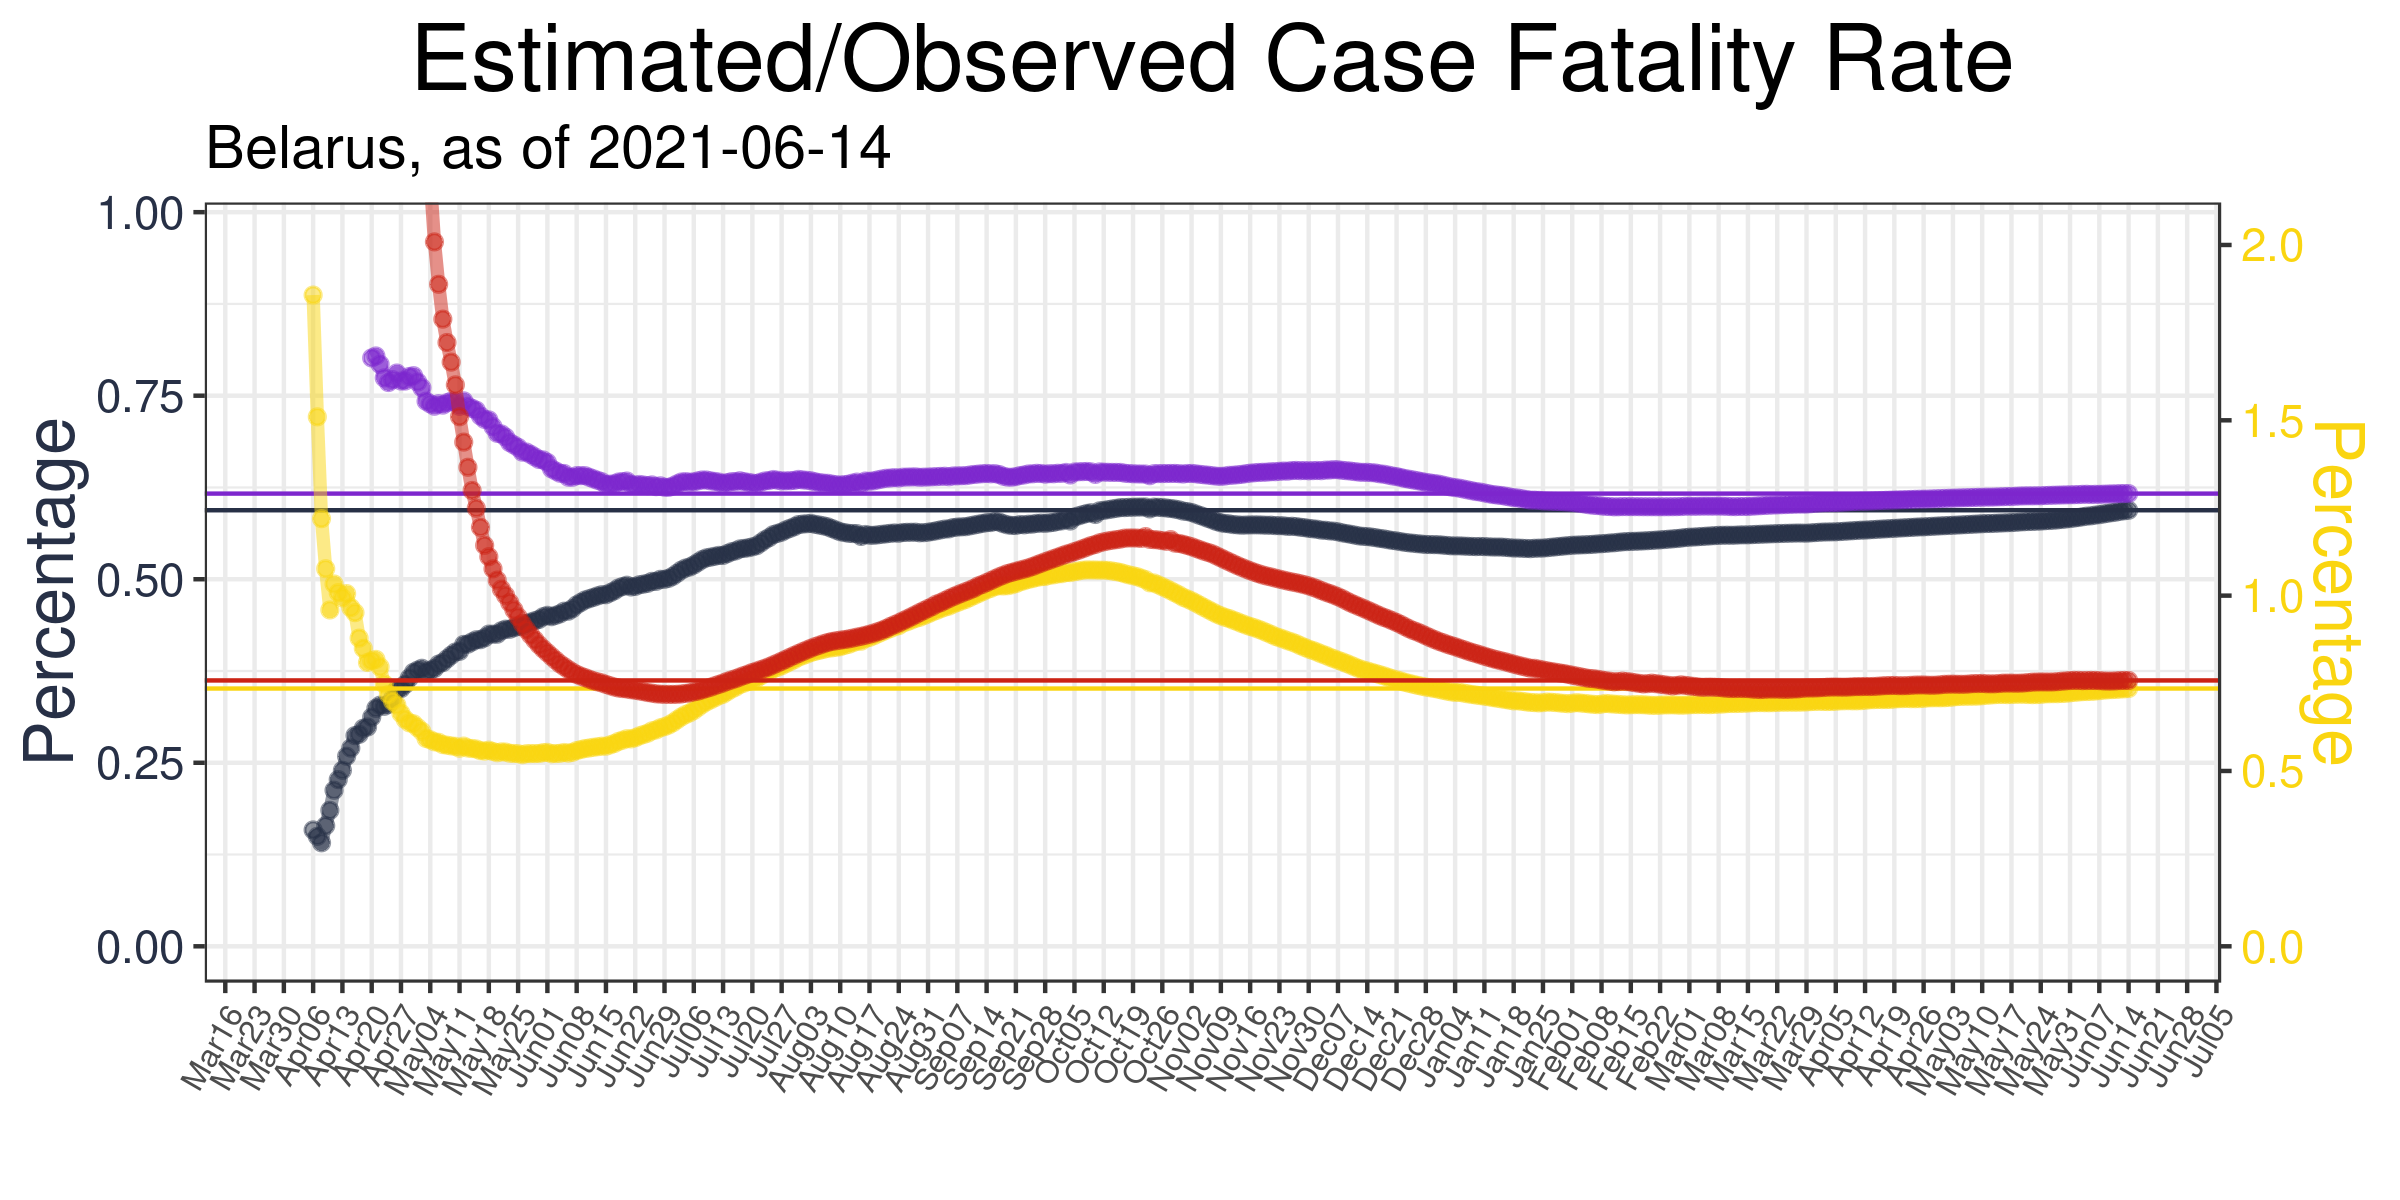 Estimated/Observed Case Fatality Rate
Belarus, as of 2021-06-14
Percentage
1.00
0.75
0.50
0.25
0.00
2.0
1.5
1.0
0.5
0.0
Percentage
Mar16
Mar23
Mar30
Apr06
Apr13
Apr20
Apr27
May04
May11
May18
May25
Jun01
Jun08
Jun15
Jun22
Jun29
Jul06
Jul13
Jul20
Jul27
Aug03
Aug10
Aug17
Aug24
Aug31
Sep07
Sep14
Sep21
Sep28
Oct05
Oct12
Oct19
Oct26
Nov02
Nov09
Nov16
Nov23
Nov30
Dec07
Dec14
Dec21
Dec28
Jan04
Jan11
Jan18
Jan25
Feb01
Feb08
Feb15
Feb22
Mar01
Mar08
Mar15
Mar22
Mar29
Apr05
Apr12
Apr19
Apr26
May03
May10
May17
May24
May31
Jun07
Jun14
Jun21
Jun28
Jul05